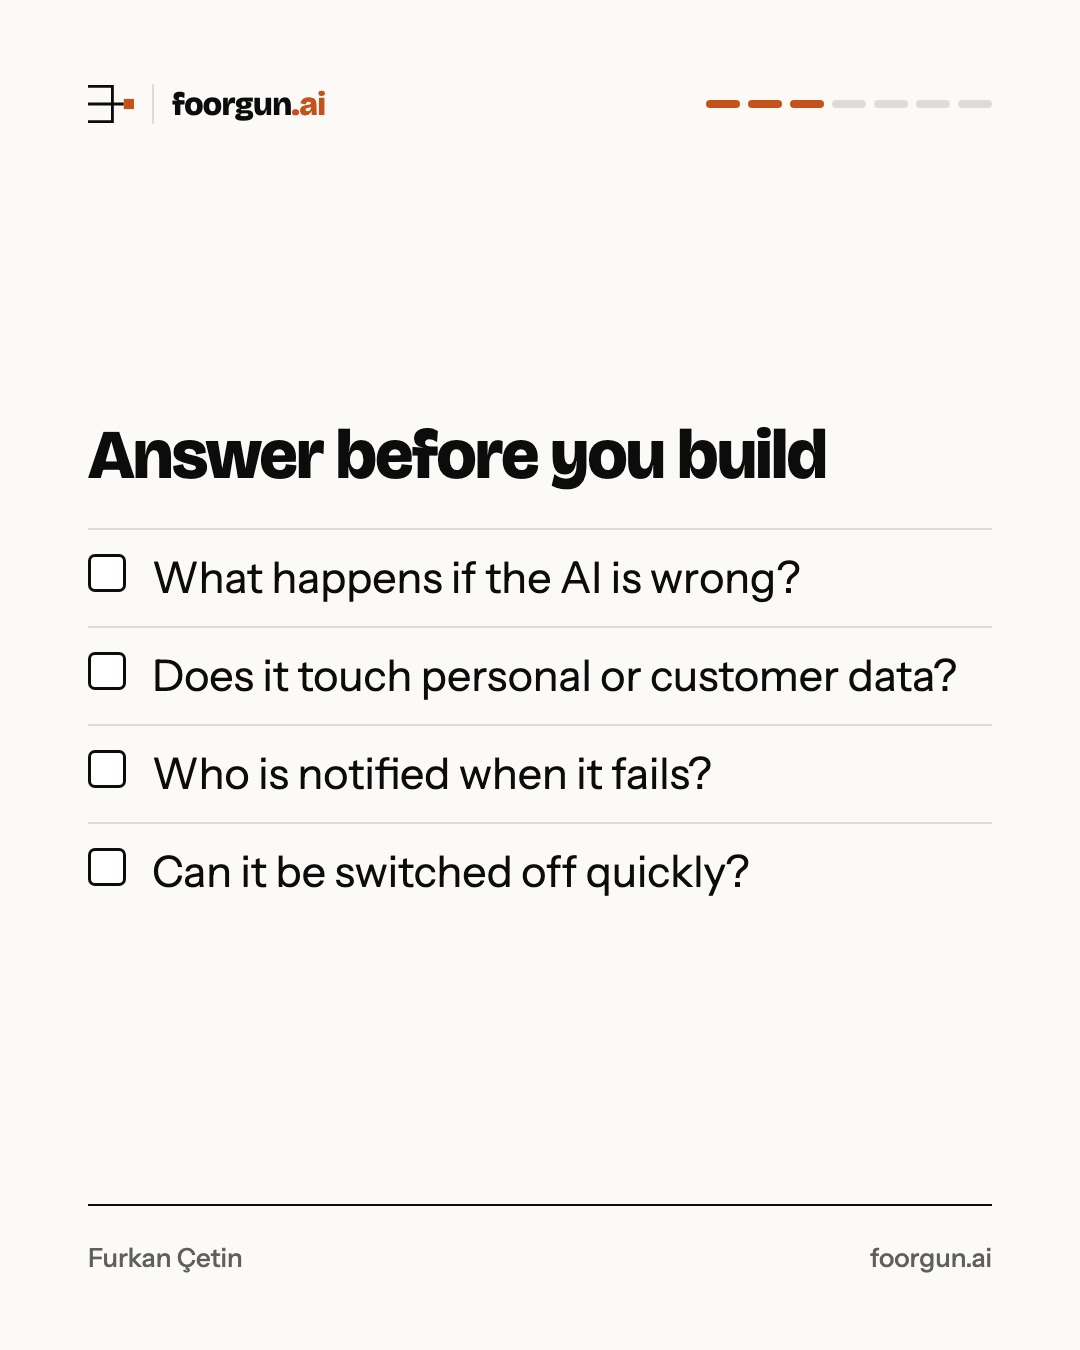 foorgun.ai
Answer before you build
What happens if the AI is wrong?
Does it touch personal or customer data?
Who is notified when it fails?
Can it be switched off quickly?
Furkan Çetin
foorgun.ai